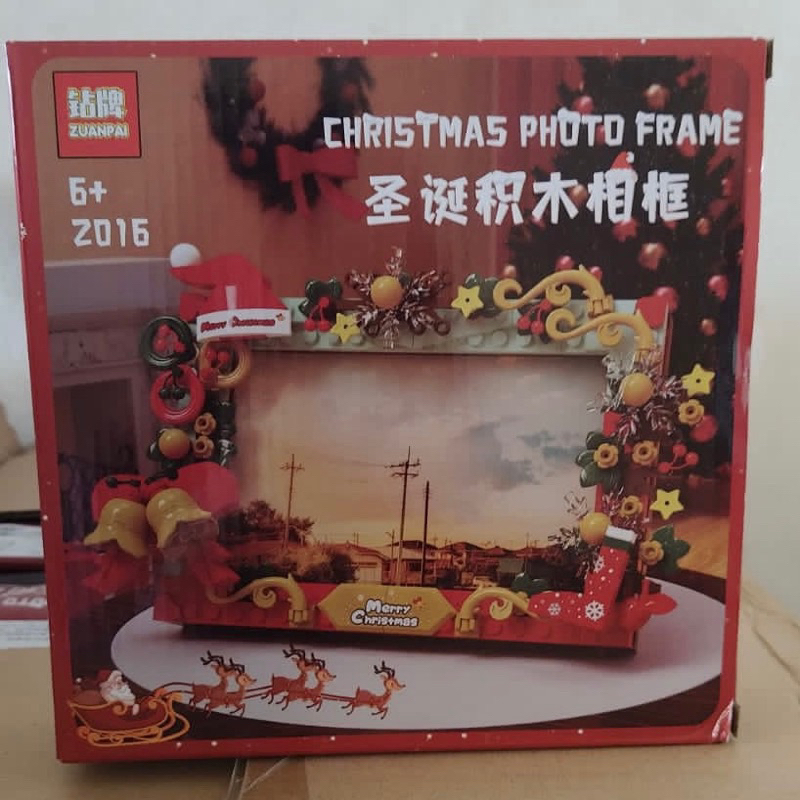 钻牌
ZUANPAI
CHRISTMAS PHOTO FRAME
圣诞积木相框
6+
2016
Merry Christmas
Merry
Christmas